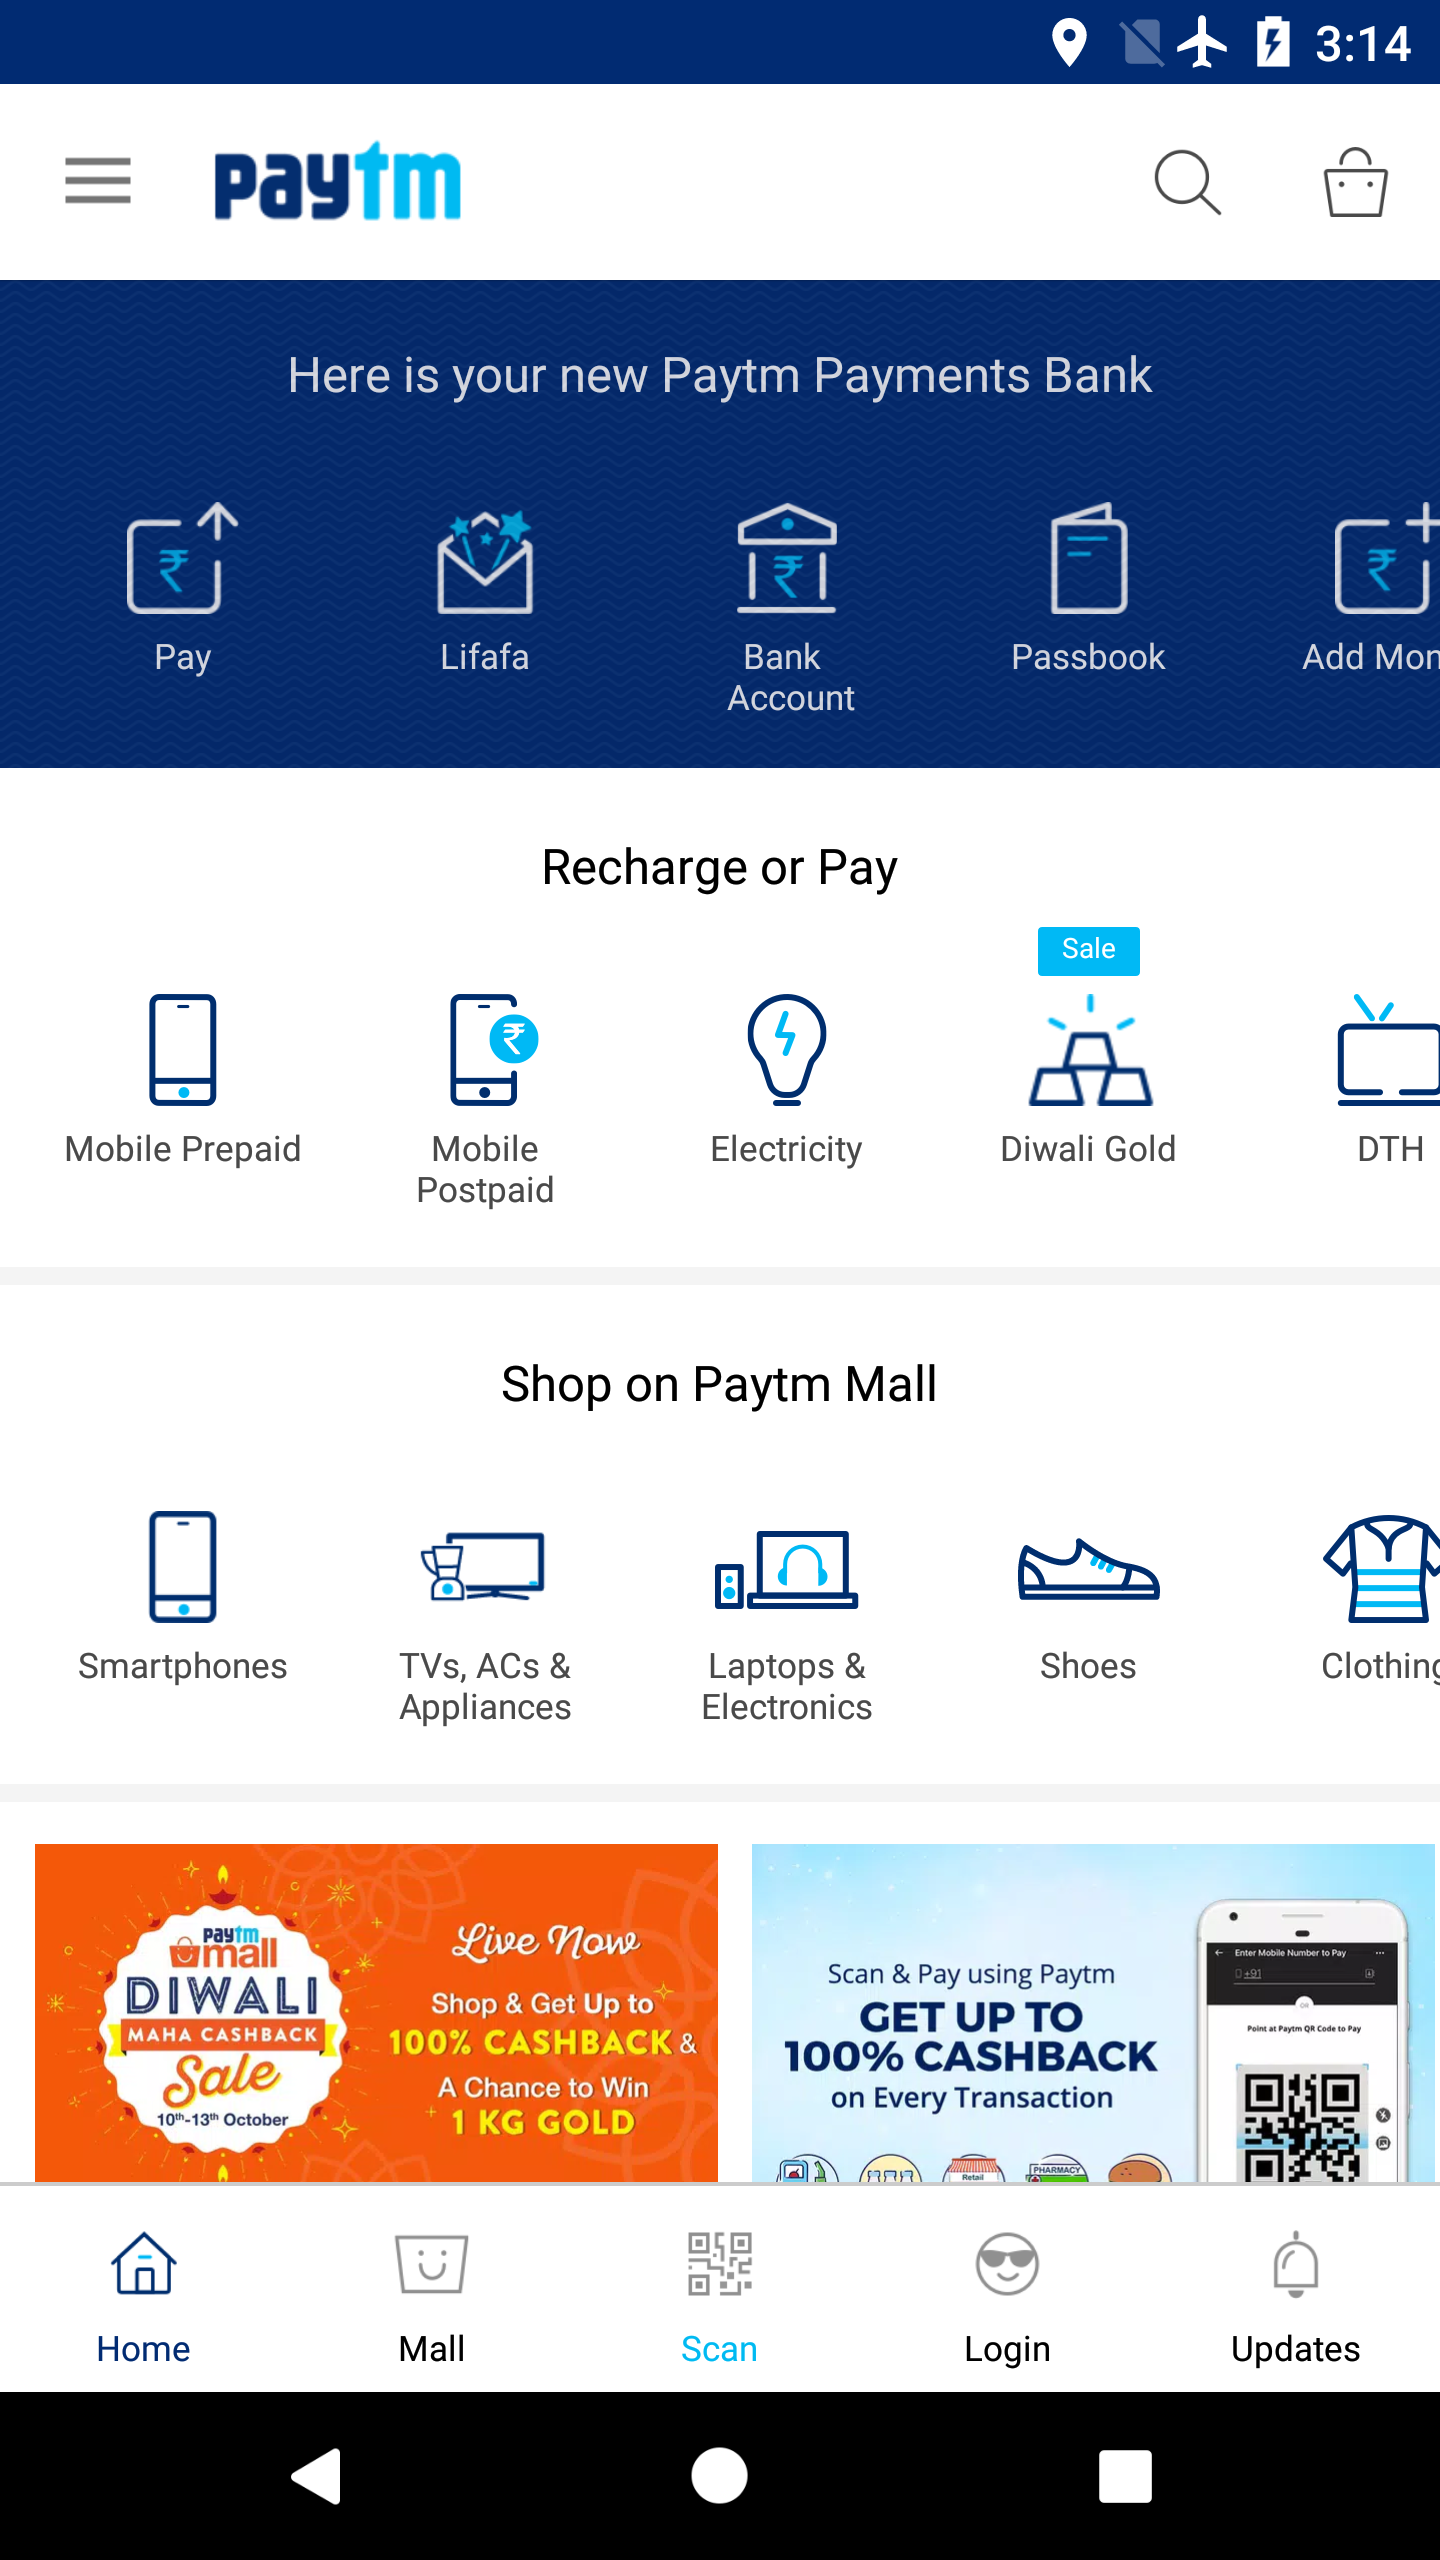 3:14
paytm
Here is your new Paytm Payments Bank
Pay
Lifafa
Bank
Account
Passbook
Add Mon
Recharge or Pay
Sale
Mobile Prepaid
Mobile
Postpaid
Electricity
Diwali Gold
DTH
Shop on Paytm Mall
Smartphones
TVs, ACs &
Appliances
Laptops &
Electronics
Shoes
Clothing
paytm
mall
DIWALI
MAHA CASHBACK
Sale
10th-13th October
Live Now
Shop & Get Up to
100% CASHBACK &
A Chance to Win
1 KG GOLD
Scan & Pay using Paytm
GET UP TO
100% CASHBACK
on Every Transaction
Retail
PHARMACY
Enter Mobile Number to Pay
+91
OR
Point at Paytm QR Code to Pay
Home
Mall
Scan
Login
Updates